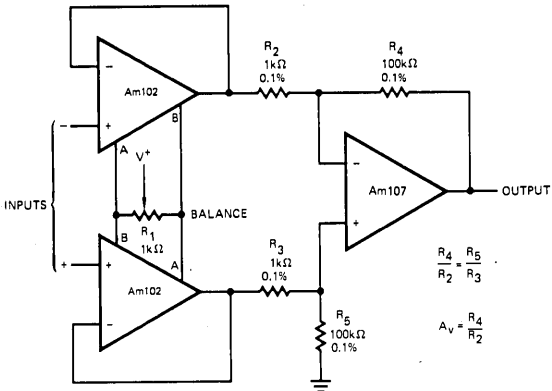 −
Am102
+
−
B
A
V+
INPUTS
BALANCE
R1
1kΩ
B
A
+
Am102
−
R2
1kΩ
0.1%
R4
100kΩ
0.1%
−
Am107
+
OUTPUT
R3
1kΩ
0.1%
R5
100kΩ
0.1%
R4/R2 = R5/R3
Av = R4/R2